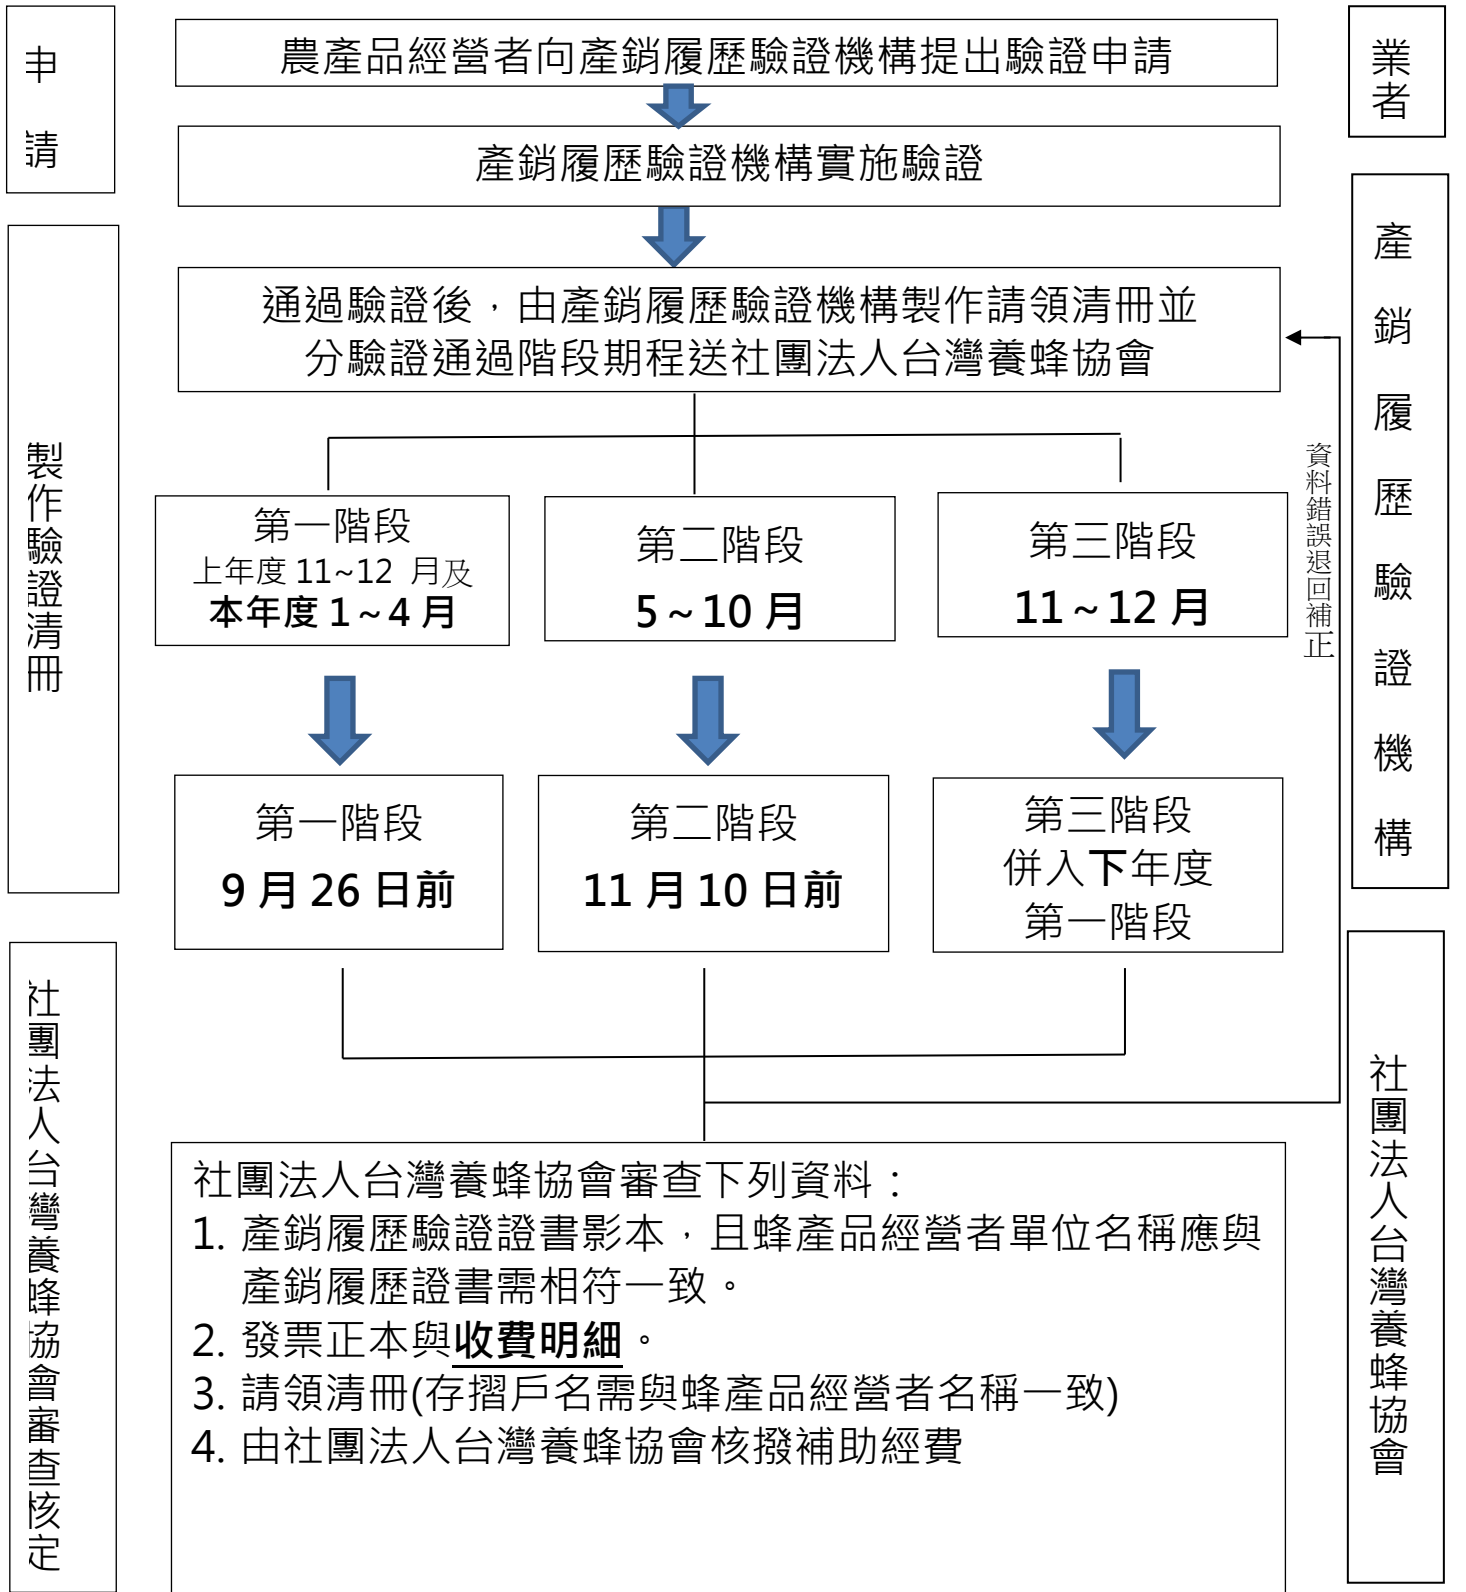 申請
農產品經營者向產銷履歷驗證機構提出驗證申請
業者
產銷履歷驗證機構實施驗證
製作驗證清冊
通過驗證後，由產銷履歷驗證機構製作請領清冊並
分驗證通過階段期程送社團法人台灣養蜂協會
產銷履歷驗證機構
第一階段
上年度 11~12 月及
本年度 1～4 月
第二階段
5～10 月
第三階段
11～12 月
資料錯誤退回補正
第一階段
9 月 26 日前
第二階段
11 月 10 日前
第三階段
併入下年度
第一階段
社團法人台灣養蜂協會審查核定
社團法人台灣養蜂協會審查下列資料：
1. 產銷履歷驗證證書影本，且蜂產品經營者單位名稱應與
產銷履歷證書需相符一致。
2. 發票正本與收費明細。
3. 請領清冊(存摺戶名需與蜂產品經營者名稱一致)
4. 由社團法人台灣養蜂協會核撥補助經費
社團法人台灣養蜂協會